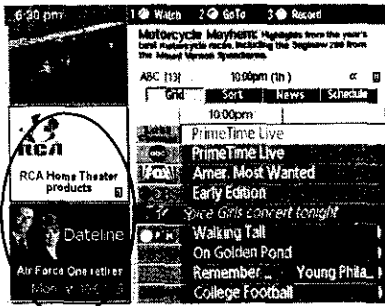 6:30 pm
1 Watch 2 GoTo 3 Record
Motorcycle Mayhem: Highlights from the year's
best motorcycle races, including the Saginaw 200 from
the Mount Vernon Speedrome.
ABC [13] 10:00pm (1h) «
Grid Sort News Schedule
10:00pm
PrimeTime Live
abc PrimeTime Live
FOX Amer. Most Wanted
Early Edition
Spice Girls concert tonight
Walking Tall
On Golden Pond
Remember... Young Phila...
College Football
RCA
RCA Home Theater
products
Dateline
Air Force One retires